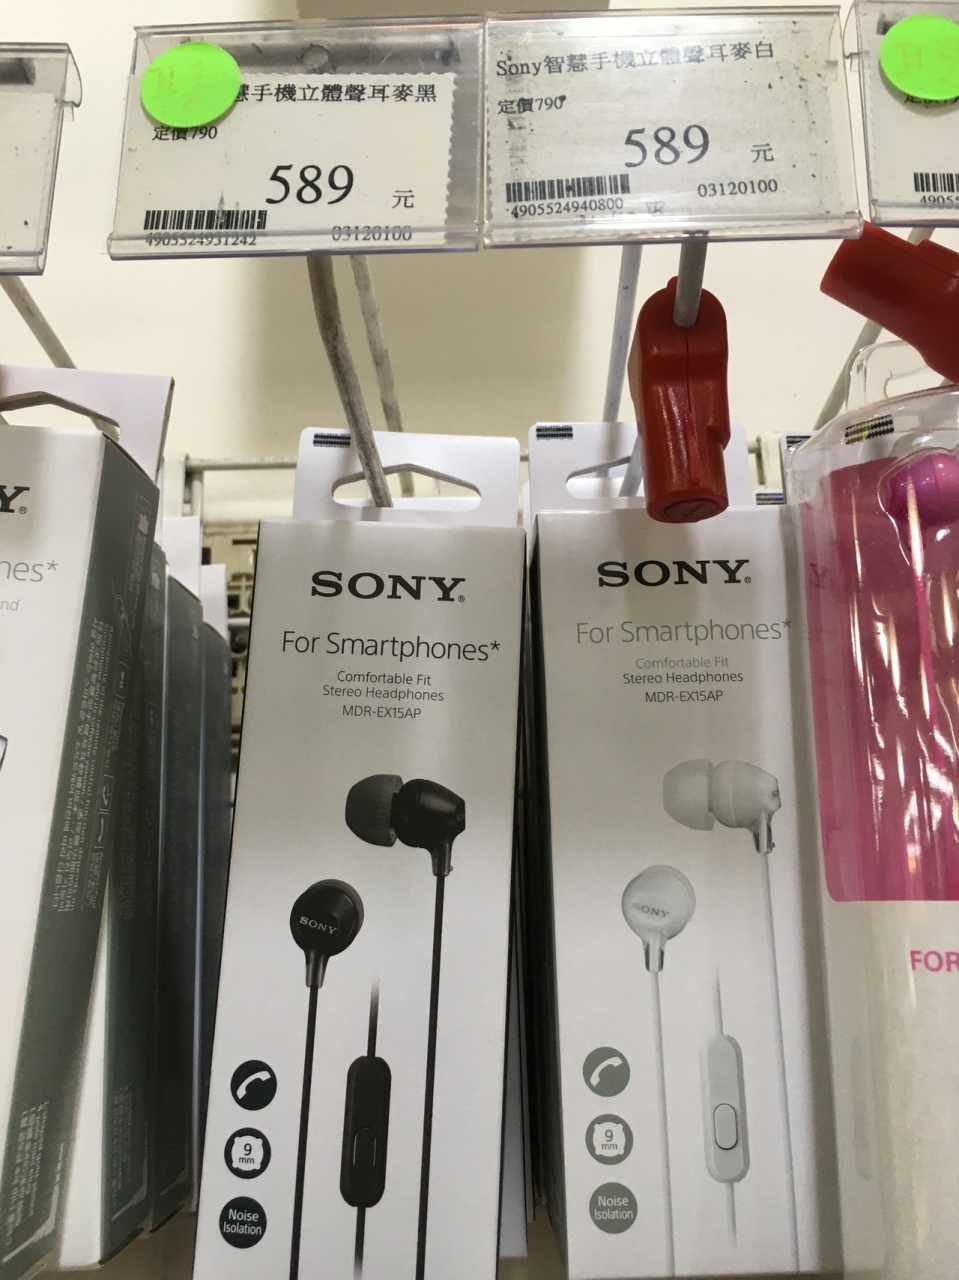 慧手機立體聲耳麥黑
定價790
589 元
4905524931242 03120100
Sony智慧手機立體聲耳麥白
定價790
589 元
4905524940800 03120100
SONY
For Smartphones*
Comfortable Fit
Stereo Headphones
MDR-EX15AP
SONY
9
mm
Noise
Isolation
SONY
For Smartphones*
Comfortable Fit
Stereo Headphones
MDR-EX15AP
SONY
9
mm
Noise
Isolation
Y
nes*
nd
FOR